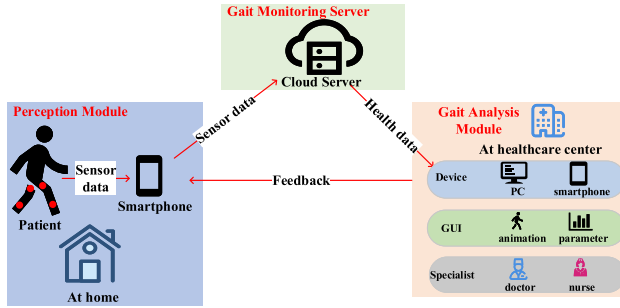 Gait Monitoring Server
Cloud Server
Perception Module
Sensor
data
Smartphone
Patient
At home
Sensor data
Health data
Feedback
Gait Analysis
Module
At healthcare center
Device
PC
smartphone
GUI
animation
parameter
Specialist
doctor
nurse